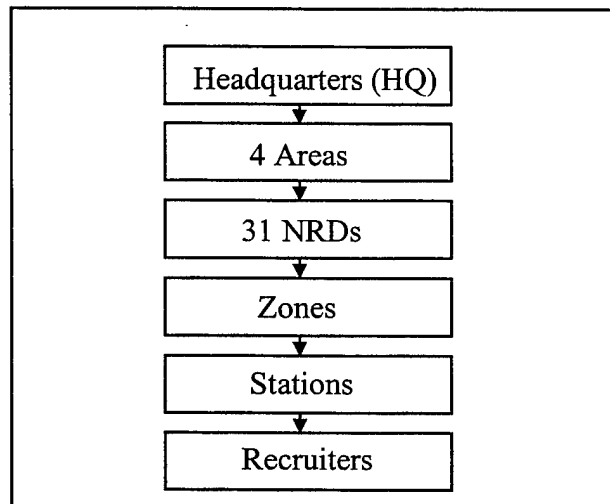 Headquarters (HQ)
4 Areas
31 NRDs
Zones
Stations
Recruiters